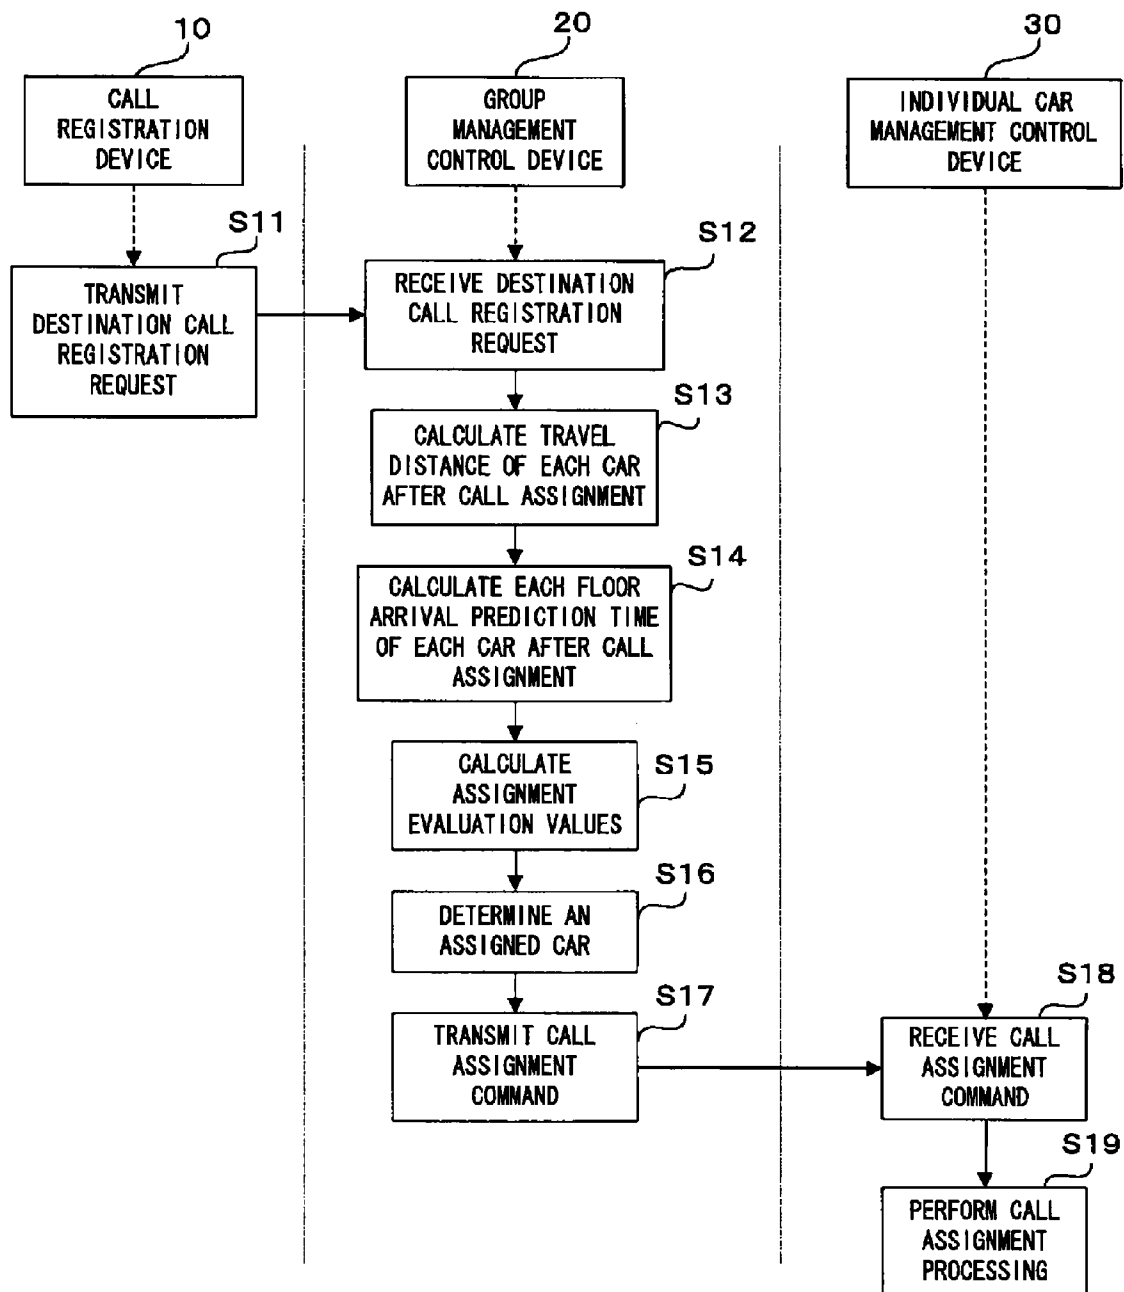 10
CALL
REGISTRATION
DEVICE
20
GROUP
MANAGEMENT
CONTROL DEVICE
30
INDIVIDUAL CAR
MANAGEMENT CONTROL
DEVICE
S11
TRANSMIT
DESTINATION CALL
REGISTRATION
REQUEST
S12
RECEIVE DESTINATION
CALL REGISTRATION
REQUEST
S13
CALCULATE TRAVEL
DISTANCE OF EACH CAR
AFTER CALL ASSIGNMENT
S14
CALCULATE EACH FLOOR
ARRIVAL PREDICTION TIME
OF EACH CAR AFTER CALL
ASSIGNMENT
S15
CALCULATE
ASSIGNMENT
EVALUATION VALUES
S16
DETERMINE AN
ASSIGNED CAR
S17
TRANSMIT CALL
ASSIGNMENT
COMMAND
S18
RECEIVE CALL
ASSIGNMENT
COMMAND
S19
PERFORM CALL
ASSIGNMENT
PROCESSING